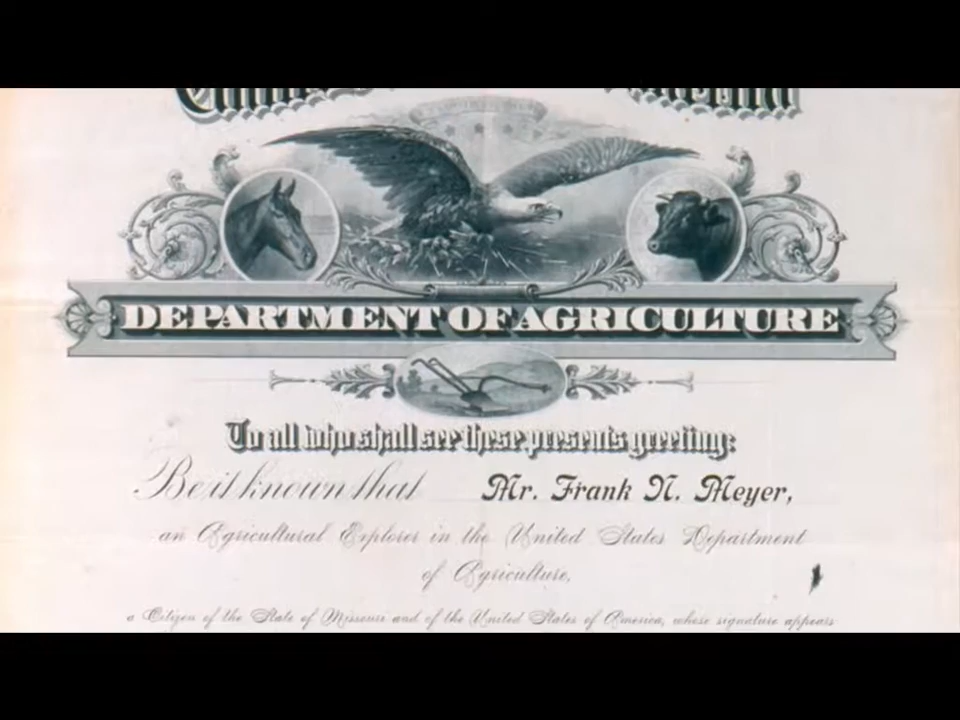 DEPARTMENT OF AGRICULTURE
To all who shall see these presents greeting:
Be it known that Mr. Frank N. Meyer,
an Agricultural Explorer in the United States Department
of Agriculture,
a Citizen of the State of Missouri and of the United States of America, whose signature appears